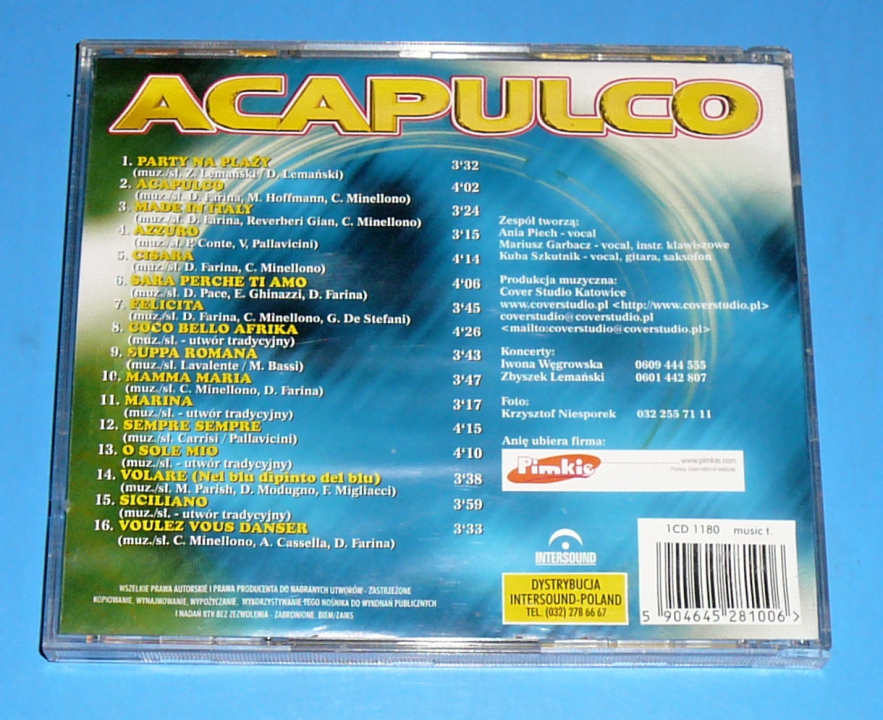 ACAPULCO
1. PARTY NA PLAŻY 3'32
(muz./sł. Z. Lemański / D. Lemański)
2. ACAPULCO 4'02
(muz./sł. D. Farina, M. Hoffmann, C. Minellono)
3. MADE IN ITALY 3'24
(muz./sł. D. Farina, Reverberi Gian, C. Minellono)
4. AZZURO 3'15
(muz./sł. P. Conte, V, Pallavicini)
5. CISARA 4'14
(muz./sł. D. Farina, C. Minellono)
6. SARA PERCHE TI AMO 4'06
(muz./sł. D. Pace, E. Ghinazzi, D. Farina)
7. FELICITA 3'45
(muz./sł. D. Farina, C. Minellono, G. De Stefani)
8. COCO BELLO AFRIKA 4'26
(muz./sł. - utwór tradycyjny)
9. SUPPA ROMANA 3'43
(muz./sł. Lavalente / M. Bassi)
10. MAMMA MARIA 3'47
(muz./sł. C. Minellono, D. Farina)
11. MARINA 3'17
(muz./sł. - utwór tradycyjny)
12. SEMPRE SEMPRE 4'15
(muz./sł. Carrisi / Pallavicini)
13. O SOLE MIO 4'10
(muz./sł. - utwór tradycyjny)
14. VOLARE (Nel blu dipinto del blu) 3'38
(muz./sł. M. Parish, D. Modugno, F. Migliacci)
15. SICILIANO 3'59
(muz./sł. - utwór tradycyjny)
16. VOULEZ VOUS DANSER 3'33
(muz./sł. C. Minellono, A. Cassella, D. Farina)
Zespół tworzą:
Ania Piech - vocal
Mariusz Garbacz - vocal, instr. klawiszowe
Kuba Szkutnik - vocal, gitara, saksofon
Produkcja muzyczna:
Cover Studio Katowice
www.coverstudio.pl <http://www.coverstudio.pl>
coverstudio@coverstudio.pl
<mailto:coverstudio@coverstudio.pl>
Koncerty:
Iwona Węgrowska 0609 444 555
Zbyszek Lemański 0601 442 807
Foto:
Krzysztof Niesporek 032 255 71 11
Anię ubiera firma:
Pimkie
www.pimkie.com
Pimkie International website
INTERSOUND
DYSTRYBUCJA
INTERSOUND-POLAND
TEL. (032) 278 66 67
1CD 1180 music f.
5 904645 281006 >
WSZELKIE PRAWA AUTORSKIE I PRAWA PRODUCENTA DO NAGRANYCH UTWORÓW - ZASTRZEŻONE
KOPIOWANIE, WYNAJMOWANIE, WYPOŻYCZANIE, WYKORZYSTYWANIE TEGO NOŚNIKA DO WYKONAŃ PUBLICZNYCH
I NADAŃ RTV BEZ ZEZWOLENIA - ZABRONIONE. BIEM/ZAIKS